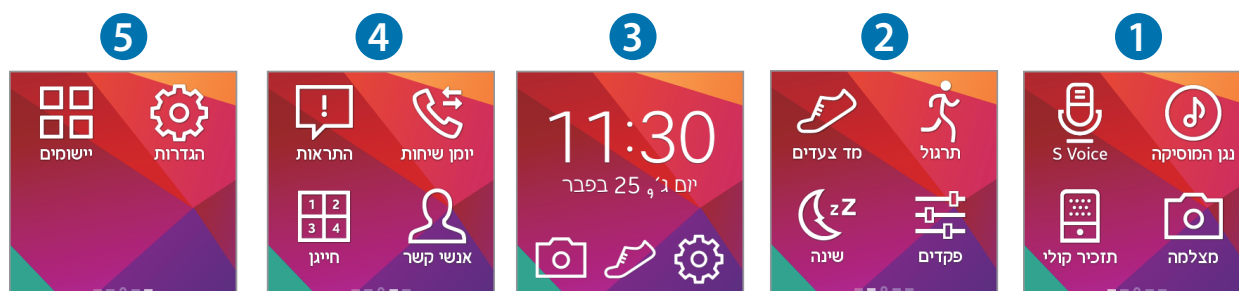 1
נגן המוסיקה
S Voice
מצלמה
תזכיר קולי
2
תרגול
מד צעדים
zZ
פקדים
שינה
3
11:30
יום ג׳, 25 בפבר
4
יומן שיחות
!
התראות
אנשי קשר
1 2
3 4
חייגן
5
הגדרות
יישומים